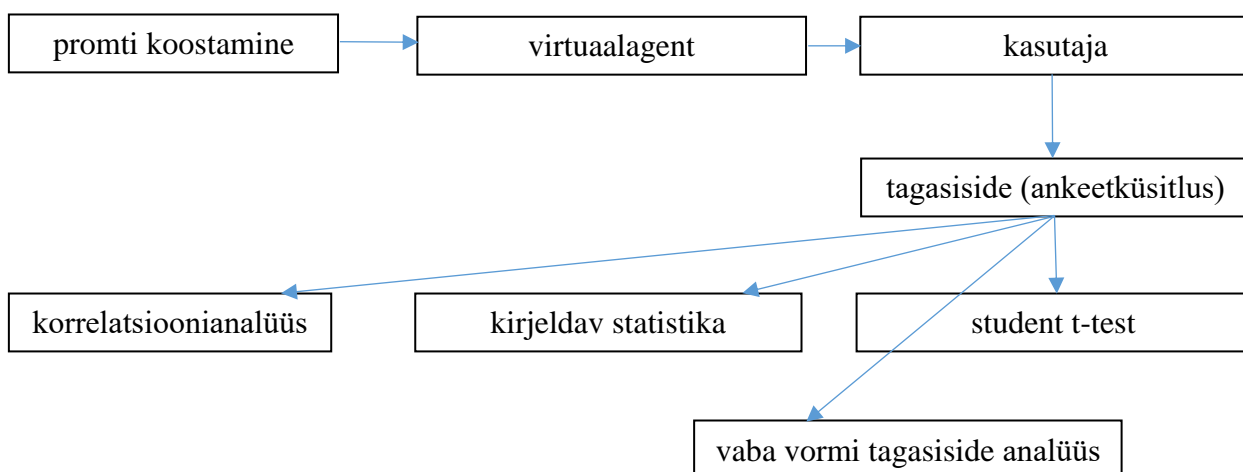 promti koostamine
virtuaalagent
kasutaja
tagasiside (ankeetküsitlus)
korrelatsioonianalüüs
kirjeldav statistika
student t-test
vaba vormi tagasiside analüüs